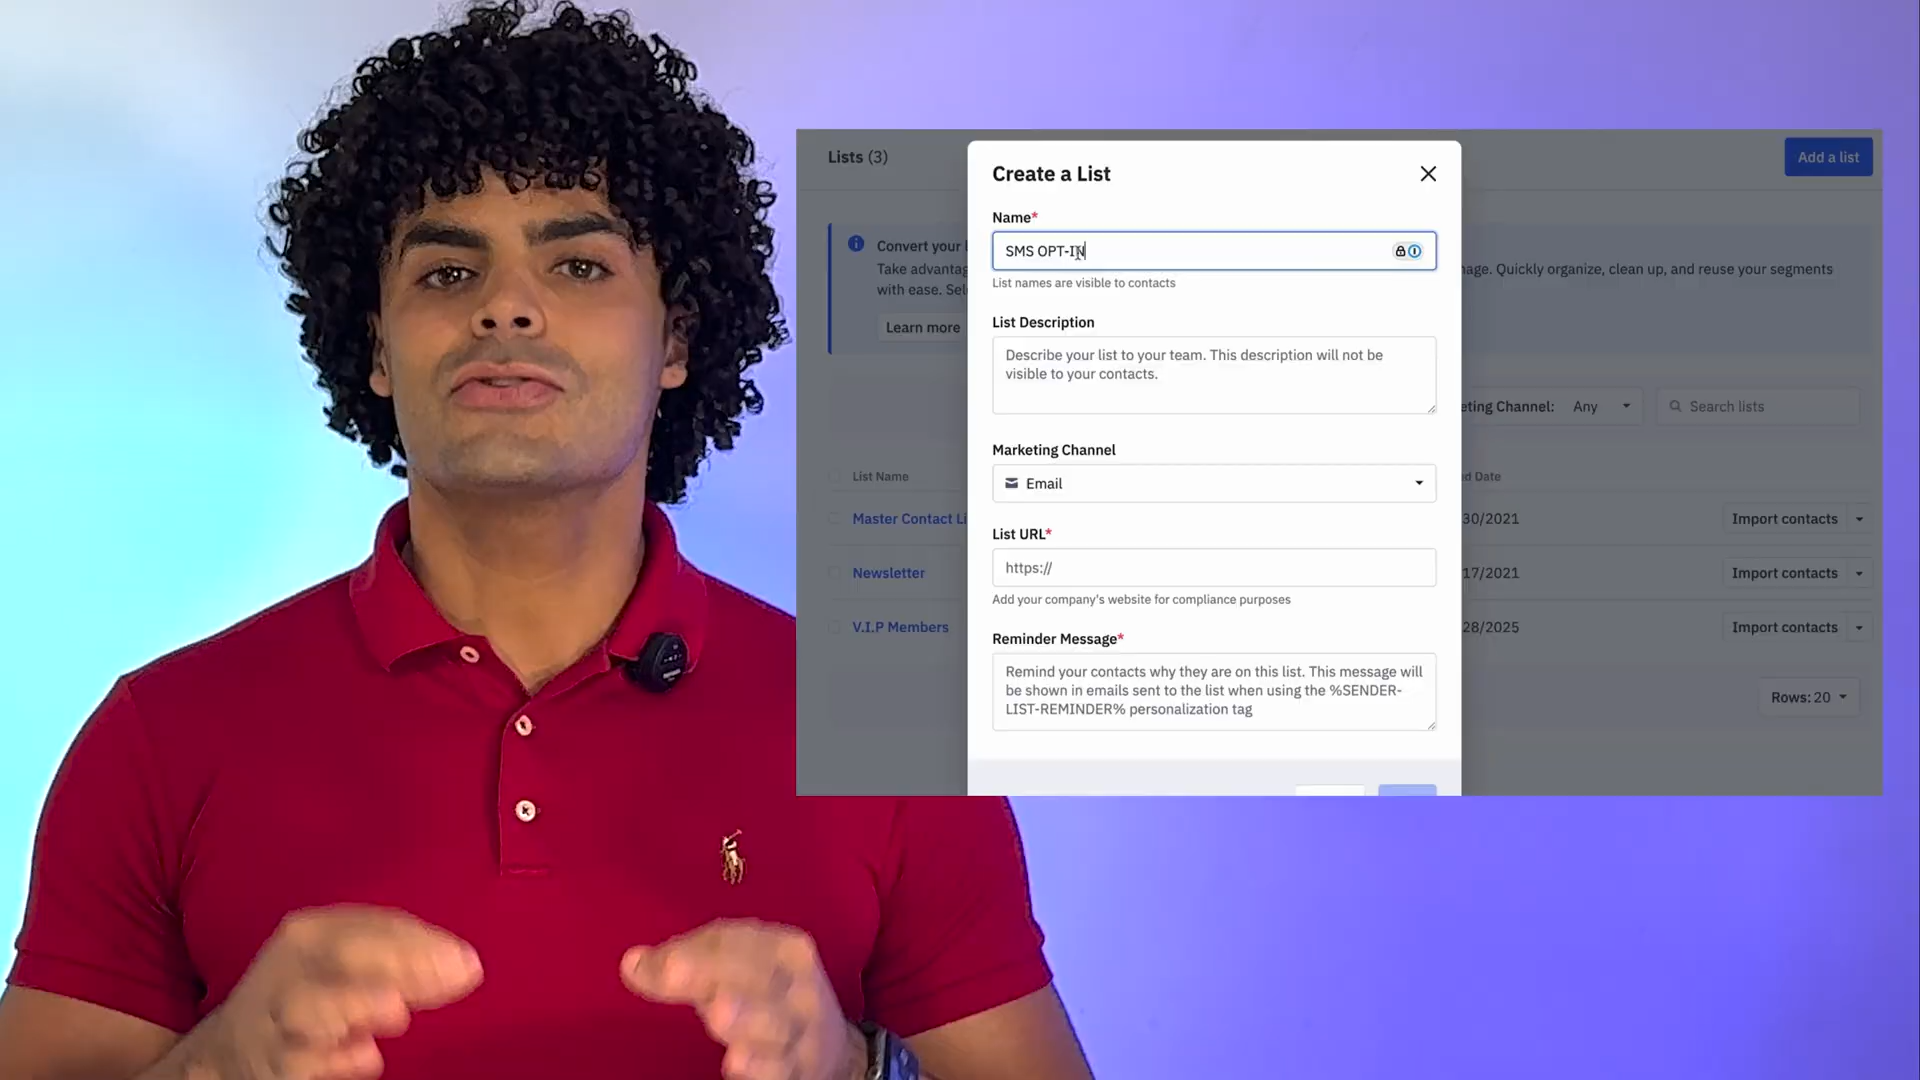 Lists (3)
Add a list
Convert your l
Take advantag
with ease. Sel
nage. Quickly organize, clean up, and reuse your segments
Learn more
eting Channel: Any
Search lists
List Name
d Date
Master Contact Li
30/2021
Import contacts
Newsletter
17/2021
Import contacts
V.I.P Members
28/2025
Import contacts
Rows: 20
Create a List
Name*
SMS OPT-IN
List names are visible to contacts
List Description
Describe your list to your team. This description will not be
visible to your contacts.
Marketing Channel
Email
List URL*
https://
Add your company's website for compliance purposes
Reminder Message*
Remind your contacts why they are on this list. This message will
be shown in emails sent to the list when using the %SENDER-
LIST-REMINDER% personalization tag